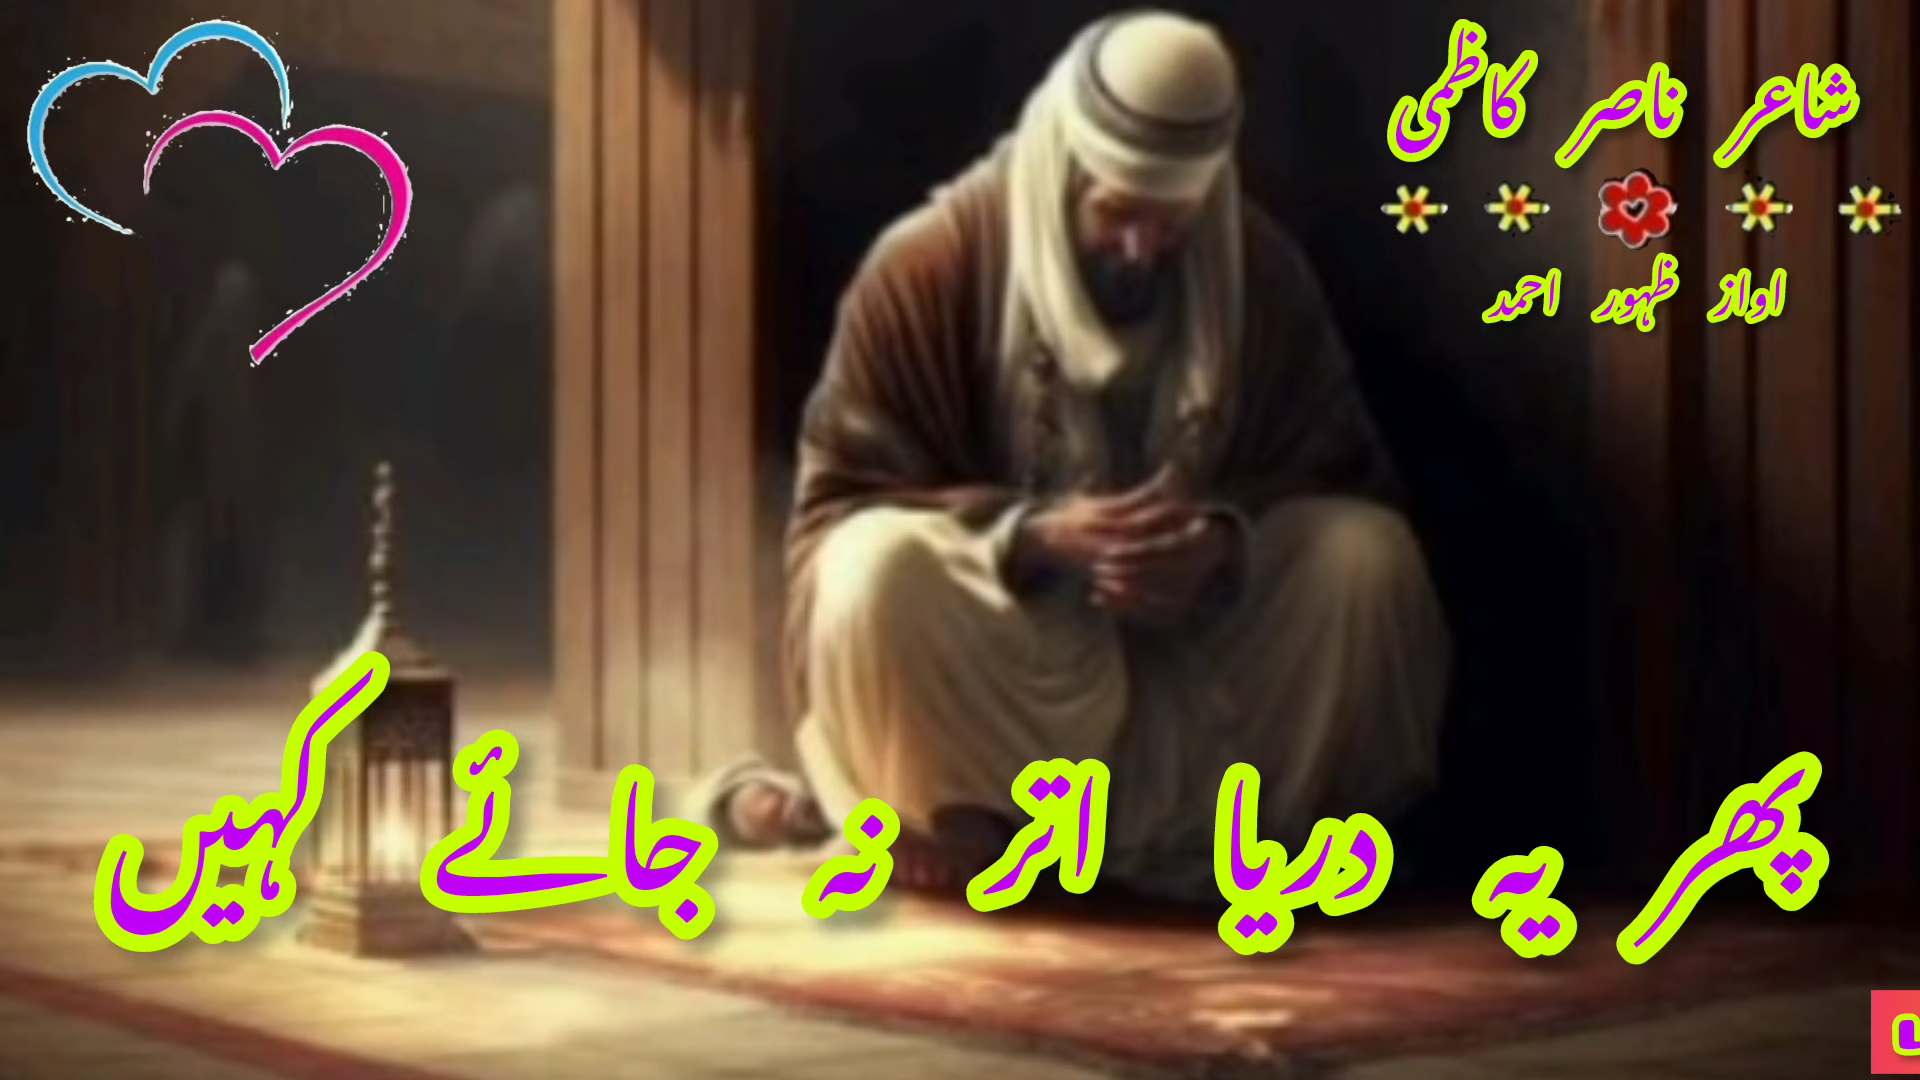 شاعر ناصر کاظمی
اواز ظہور احمد
پھر یہ دریا اتر نہ جائے کہیں